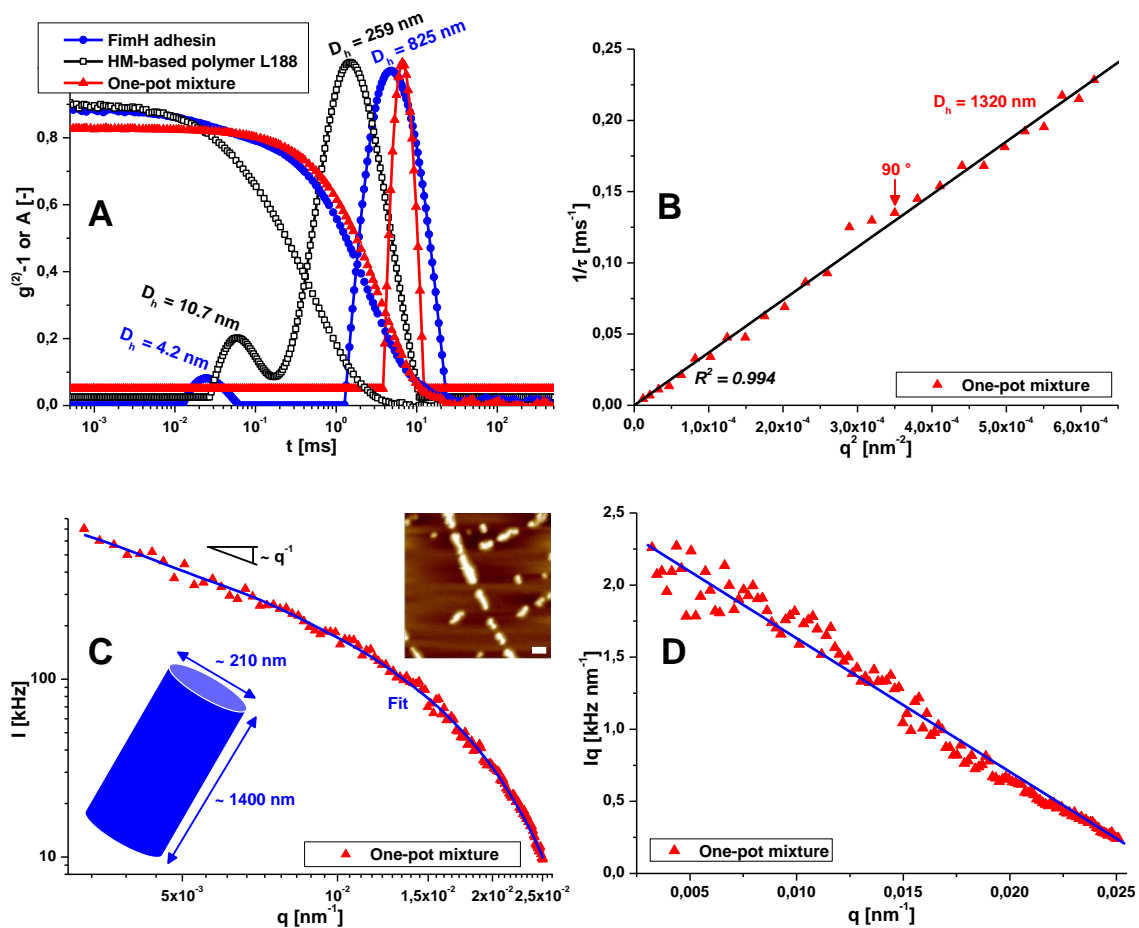 FimH adhesin
HM-based polymer L188
One-pot mixture
D_h = 259 nm
D_h = 825 nm
D_h = 10.7 nm
D_h = 4.2 nm
A
0,8
0,6
0,4
0,2
0,0
g^(2)-1 or A [-]
10^-3 10^-2 10^-1 10^0 10^1 10^2
t [ms]
0,25
0,20
0,15
0,10
0,05
0,00
1/τ [ms^-1]
B
D_h = 1320 nm
90 °
R^2 = 0.994
One-pot mixture
0,0 1,0x10^-4 2,0x10^-4 3,0x10^-4 4,0x10^-4 5,0x10^-4 6,0x10^-4
q^2 [nm^-2]
C
~ q^-1
~ 210 nm
~ 1400 nm
Fit
100
10
I [kHz]
One-pot mixture
5x10^-3 10^-2 1,5x10^-2 2x10^-2 2,5x10^-2
q [nm^-1]
D
2,5
2,0
1,5
1,0
0,5
0,0
Iq [kHz nm^-1]
One-pot mixture
0,005 0,010 0,015 0,020 0,025
q [nm^-1]